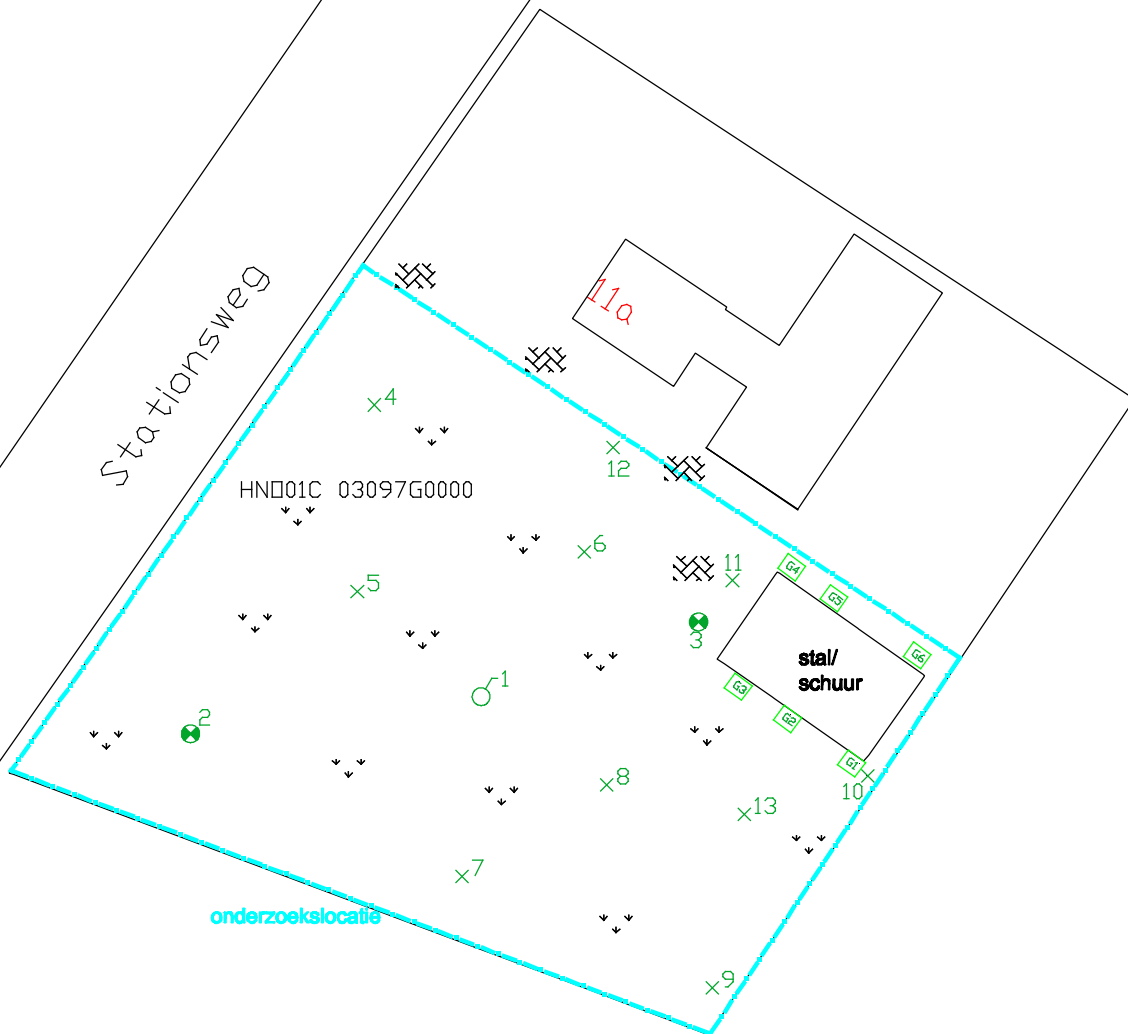 Stationsweg
11a
4
12
HN□01C 03097G0000
6
11
G4
5
G5
3
G6
stal/
schuur
1
G3
2
G2
G1
8
10
13
7
onderzoekslocatie
9